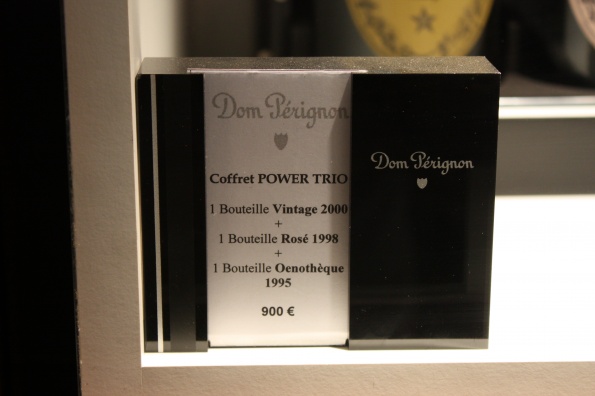 Dom Pérignon
Coffret POWER TRIO
1 Bouteille Vintage 2000
+
1 Bouteille Rosé 1998
+
1 Bouteille Oenothèque
1995
900 €
Dom Pérignon